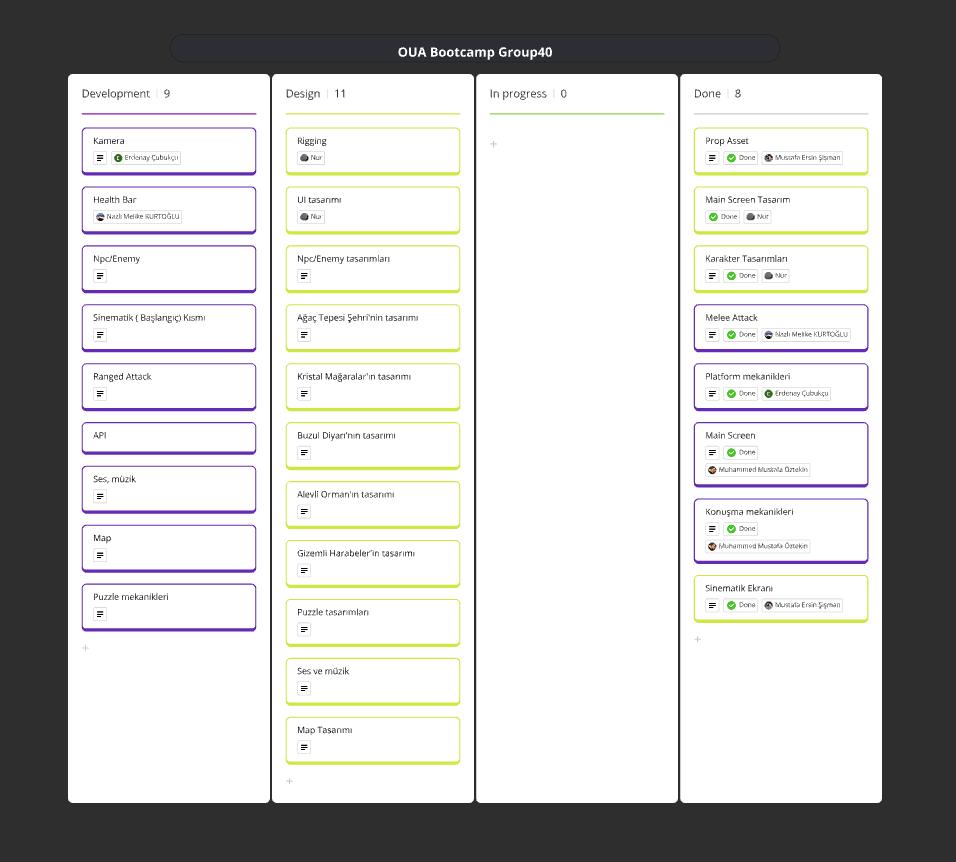 OUA Bootcamp Group40
Development | 9
Kamera
Erdenay Çubukçu
Health Bar
Nazlı Melike KURTOĞLU
Npc/Enemy
Sinematik ( Başlangıç) Kısmı
Ranged Attack
API
Ses, müzik
Map
Puzzle mekanikleri
+
Design | 11
Rigging
Nur
UI tasarımı
Nur
Npc/Enemy tasarımları
Ağaç Tepesi Şehri'nin tasarımı
Kristal Mağaralar'ın tasarımı
Buzul Diyarı'nın tasarımı
Alevli Orman'ın tasarımı
Gizemli Harabeler'in tasarımı
Puzzle tasarımları
Ses ve müzik
Map Tasarımı
+
In progress | 0
+
Done | 8
Prop Asset
Done Mustafa Ersin Şişman
Main Screen Tasarım
Done Nur
Karakter Tasarımları
Done Nur
Melee Attack
Done Nazlı Melike KURTOĞLU
Platform mekanikleri
Done Erdenay Çubukçu
Main Screen
Done
Muhammed Mustafa Öztekin
Konuşma mekanikleri
Done
Muhammed Mustafa Öztekin
Sinematik Ekranı
Done Mustafa Ersin Şişman
+